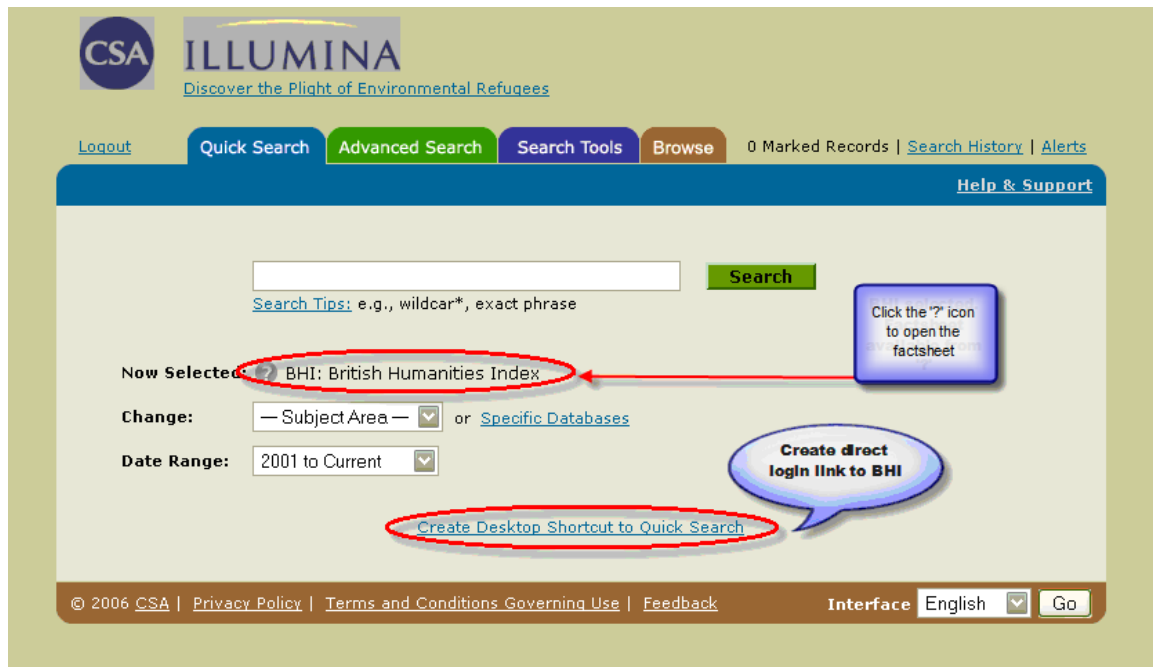 CSA
ILLUMINA
Discover the Plight of Environmental Refugees
Logout Quick Search Advanced Search Search Tools Browse 0 Marked Records | Search History | Alerts
Help & Support
Search
Search Tips: e.g., wildcar*, exact phrase
Click the '?' icon
to open the
factsheet
Now Selected: ? BHI: British Humanities Index
Change: — Subject Area — or Specific Databases
Date Range: 2001 to Current
Create direct
login link to BHI
Create Desktop Shortcut to Quick Search
© 2006 CSA | Privacy Policy | Terms and Conditions Governing Use | Feedback Interface English Go